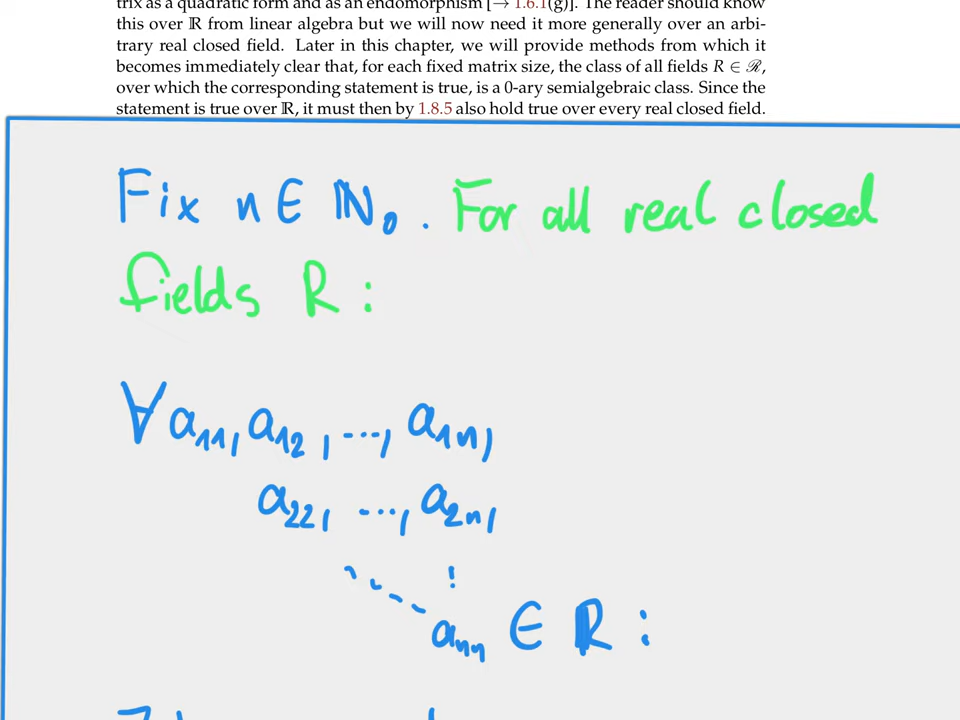 trix as a quadratic form and as an endomorphism [→ 1.6.1(g)]. The reader should know
this over ℝ from linear algebra but we will now need it more generally over an arbi-
trary real closed field. Later in this chapter, we will provide methods from which it
becomes immediately clear that, for each fixed matrix size, the class of all fields R ∈ ℛ,
over which the corresponding statement is true, is a 0-ary semialgebraic class. Since the
statement is true over ℝ, it must then by 1.8.5 also hold true over every real closed field.
Fix n ∈ ℕ₀. For all real closed
fields R :
∀ a₁₁, a₁₂, ..., a₁ₙ,
a₂₂, ..., a₂ₙ,
⋱ ⋮
aₙₙ ∈ R :